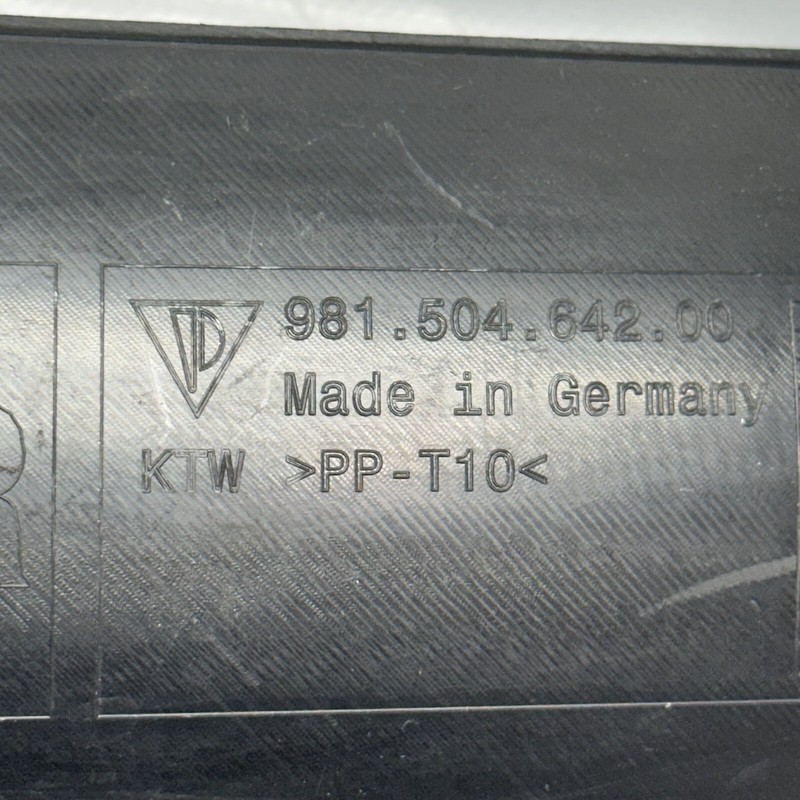 981.504.642.00
Made in Germany
KTW >PP-T10<